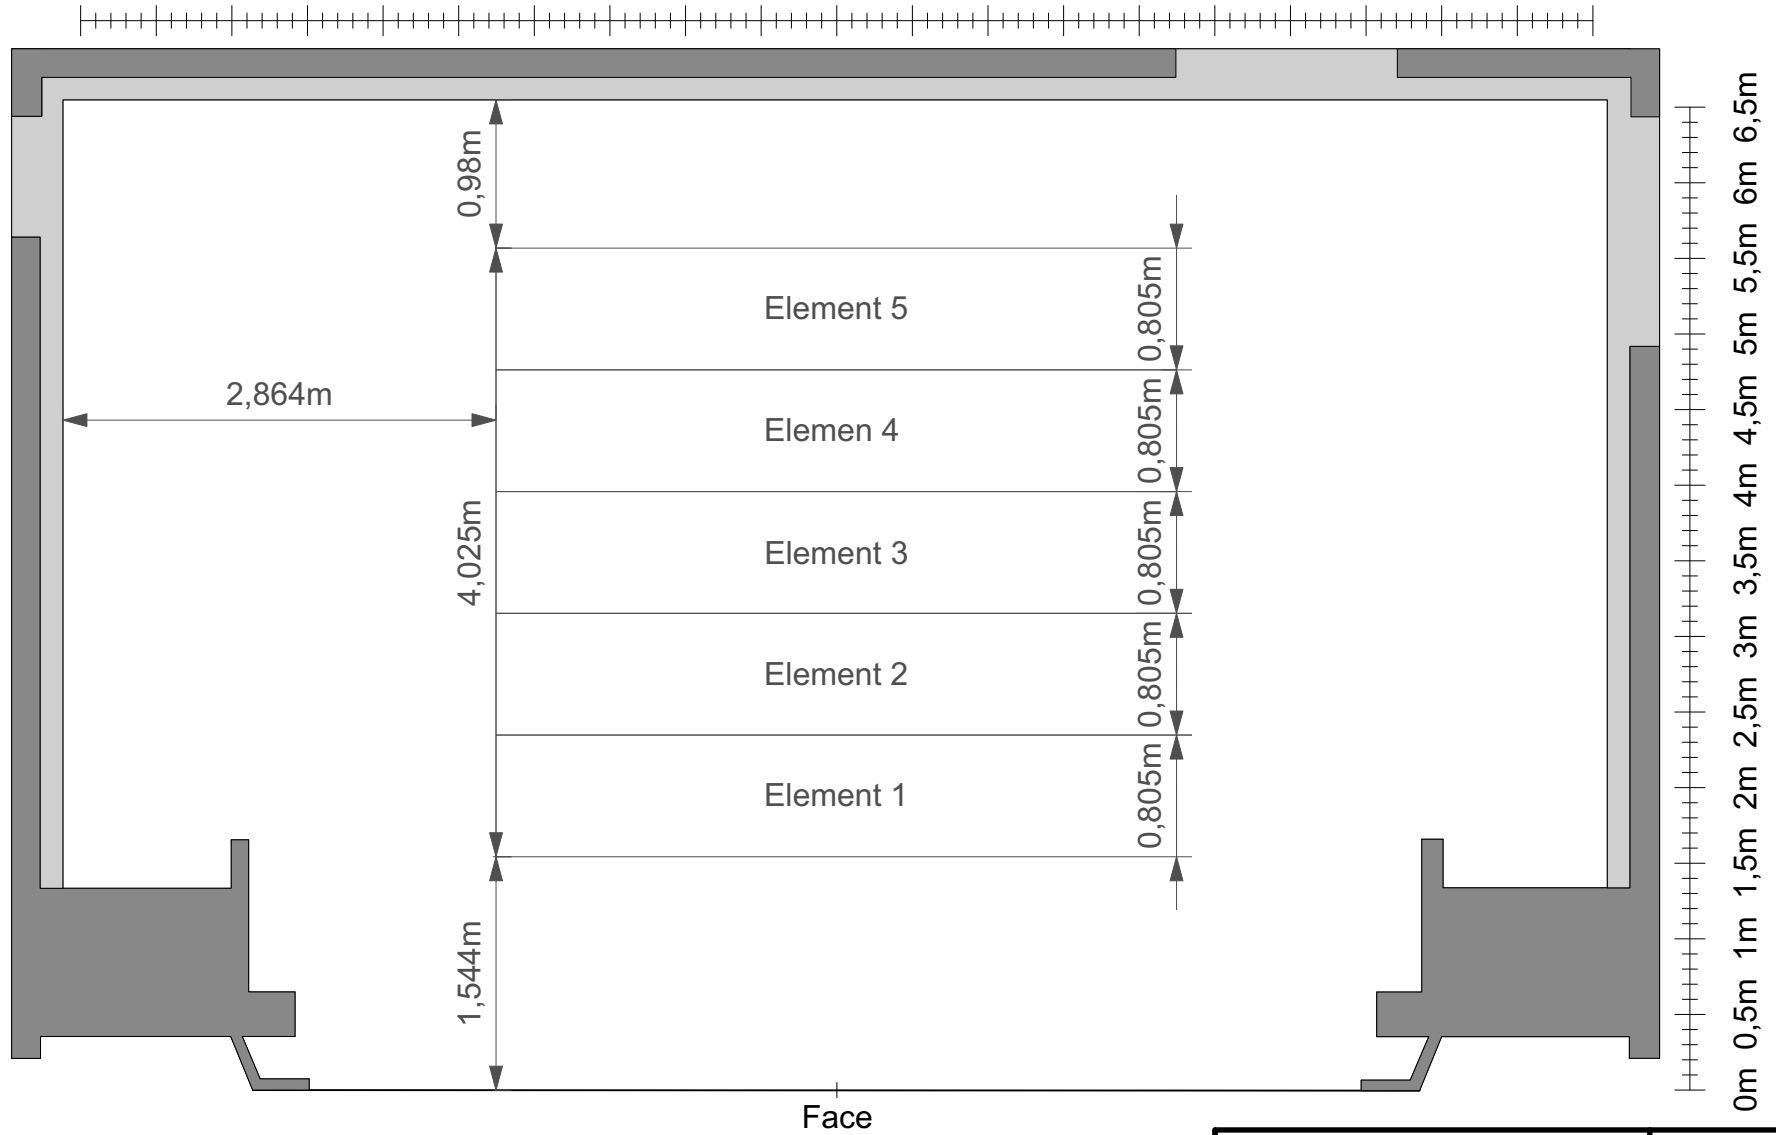 0,98m
Element 5
0,805m
2,864m
Elemen 4
0,805m
4,025m
Element 3
0,805m
Element 2
0,805m
Element 1
0,805m
1,544m
Face
0m 0,5m 1m 1,5m 2m 2,5m 3m 3,5m 4m 4,5m 5m 5,5m 6m 6,5m